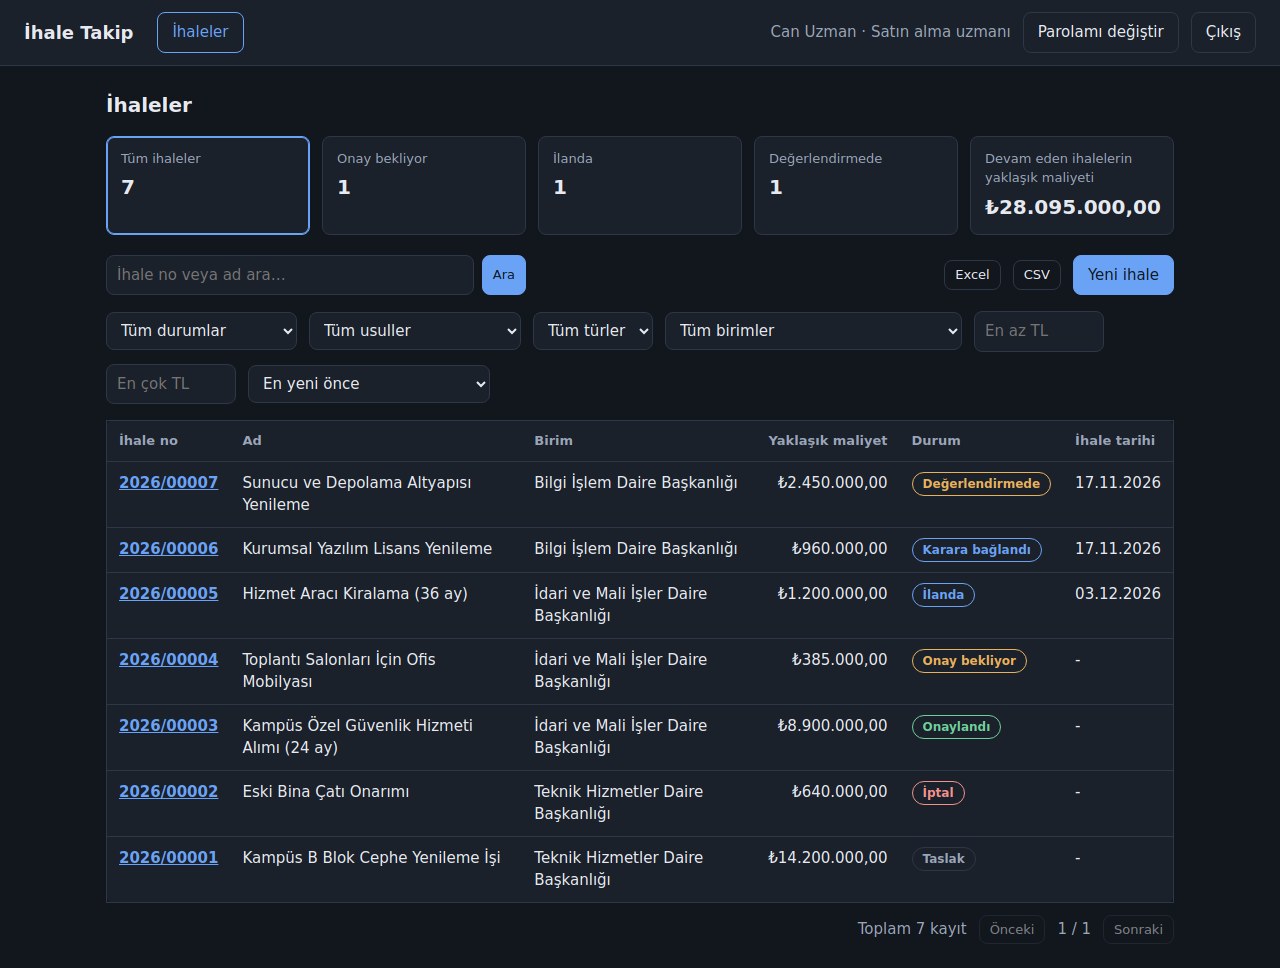 İhale Takip
İhaleler
Can Uzman · Satın alma uzmanı
Parolamı değiştir
Çıkış
İhaleler
Tüm ihaleler
7
Onay bekliyor
1
İlanda
1
Değerlendirmede
1
Devam eden ihalelerin
yaklaşık maliyeti
₺28.095.000,00
İhale no veya ad ara...
Ara
Excel
CSV
Yeni ihale
Tüm durumlar
Tüm usuller
Tüm türler
Tüm birimler
En az TL
En çok TL
En yeni önce
İhale no Ad Birim Yaklaşık maliyet Durum İhale tarihi
2026/00007 Sunucu ve Depolama Altyapısı Bilgi İşlem Daire Başkanlığı ₺2.450.000,00 Değerlendirmede 17.11.2026
Yenileme
2026/00006 Kurumsal Yazılım Lisans Yenileme Bilgi İşlem Daire Başkanlığı ₺960.000,00 Karara bağlandı 17.11.2026
2026/00005 Hizmet Aracı Kiralama (36 ay) İdari ve Mali İşler Daire ₺1.200.000,00 İlanda 03.12.2026
Başkanlığı
2026/00004 Toplantı Salonları İçin Ofis İdari ve Mali İşler Daire ₺385.000,00 Onay bekliyor -
Mobilyası Başkanlığı
2026/00003 Kampüs Özel Güvenlik Hizmeti İdari ve Mali İşler Daire ₺8.900.000,00 Onaylandı -
Alımı (24 ay) Başkanlığı
2026/00002 Eski Bina Çatı Onarımı Teknik Hizmetler Daire ₺640.000,00 İptal -
Başkanlığı
2026/00001 Kampüs B Blok Cephe Yenileme İşi Teknik Hizmetler Daire ₺14.200.000,00 Taslak -
Başkanlığı
Toplam 7 kayıt Önceki 1 / 1 Sonraki